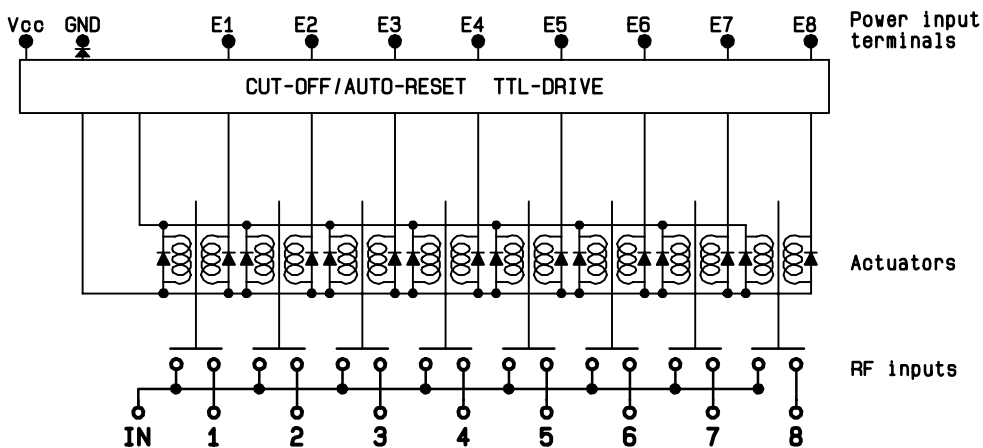 Vcc GND E1 E2 E3 E4 E5 E6 E7 E8 Power input
terminals
CUT-OFF/AUTO-RESET TTL-DRIVE
Actuators
RF inputs
IN 1 2 3 4 5 6 7 8